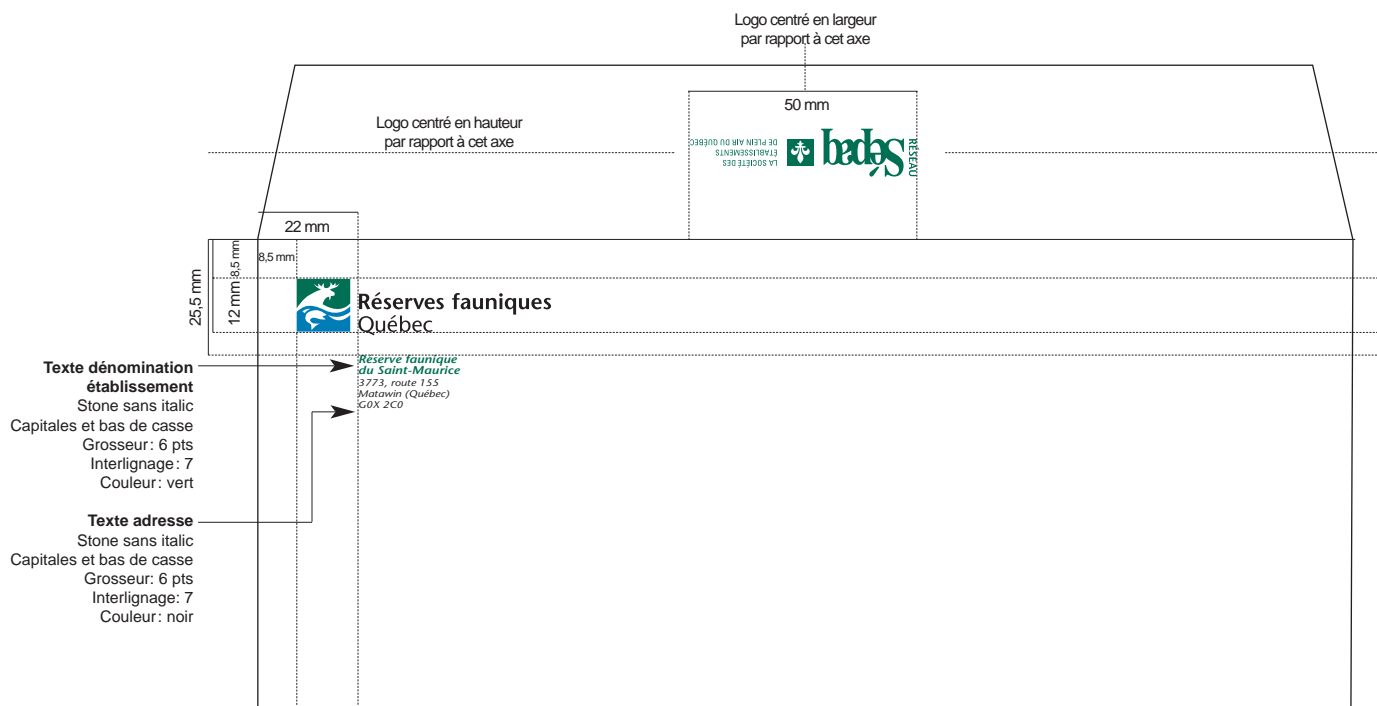 Logo centré en largeur
par rapport à cet axe
50 mm
Logo centré en hauteur
par rapport à cet axe
RÉSEAU
Sépaq
LA SOCIÉTÉ DES
ÉTABLISSEMENTS
DE PLEIN AIR DU QUÉBEC
22 mm
8,5 mm
8,5 mm
12 mm
25,5 mm
Réserves fauniques
Québec
Réserve faunique
du Saint-Maurice
3773, route 155
Matawin (Québec)
G0X 2C0
Texte dénomination
établissement
Stone sans italic
Capitales et bas de casse
Grosseur : 6 pts
Interlignage : 7
Couleur : vert
Texte adresse
Stone sans italic
Capitales et bas de casse
Grosseur: 6 pts
Interlignage: 7
Couleur : noir